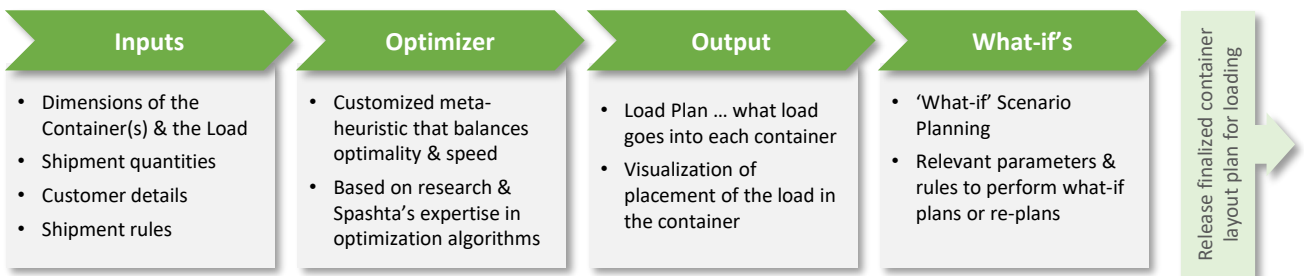 Inputs
• Dimensions of the
Container(s) & the Load
• Shipment quantities
• Customer details
• Shipment rules
Optimizer
• Customized meta-
heuristic that balances
optimality & speed
• Based on research &
Spashta’s expertise in
optimization algorithms
Output
• Load Plan … what load
goes into each container
• Visualization of
placement of the load in
the container
What-if’s
• ‘What-if’ Scenario
Planning
• Relevant parameters &
rules to perform what-if
plans or re-plans
Release finalized container
layout plan for loading